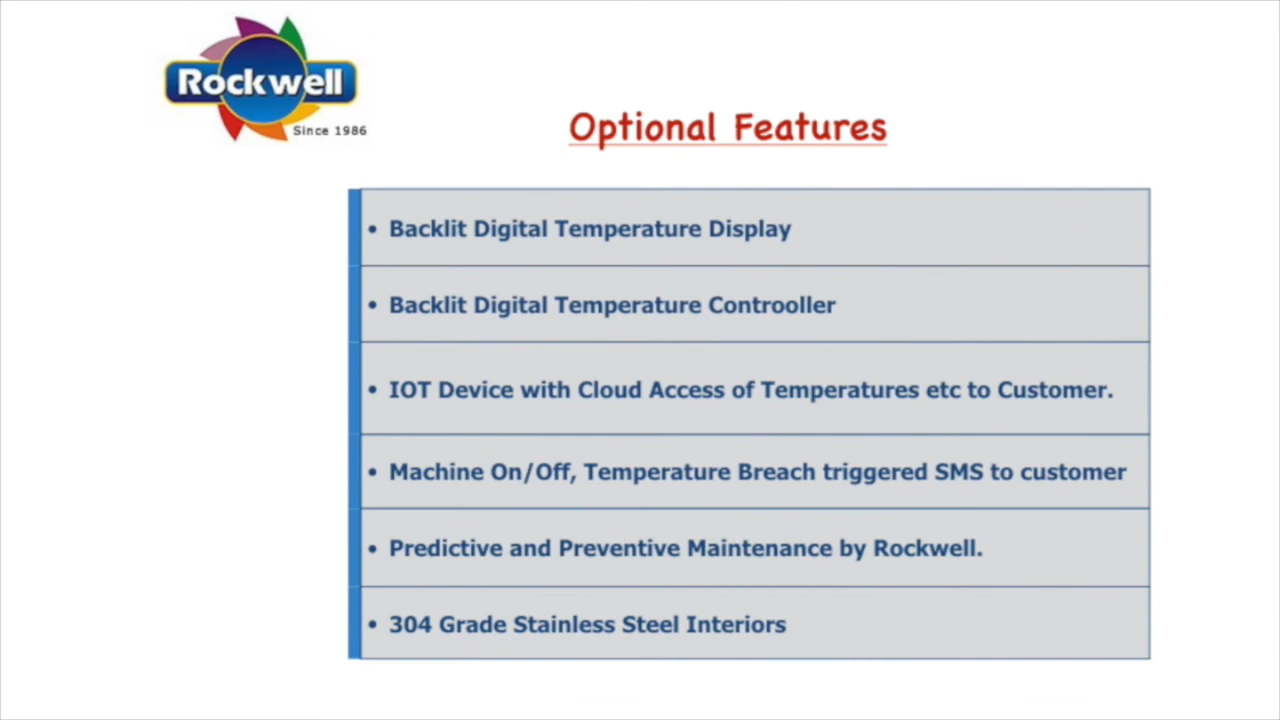 Rockwell
Since 1986
Optional Features
• Backlit Digital Temperature Display
• Backlit Digital Temperature Controoller
• IOT Device with Cloud Access of Temperatures etc to Customer.
• Machine On/Off, Temperature Breach triggered SMS to customer
• Predictive and Preventive Maintenance by Rockwell.
• 304 Grade Stainless Steel Interiors